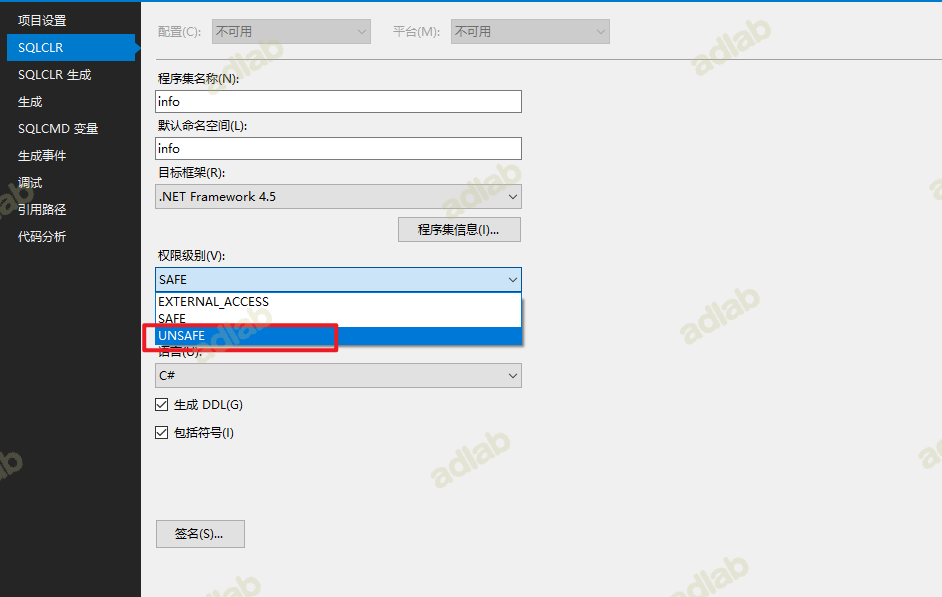 项目设置
SQLCLR
SQLCLR 生成
生成
SQLCMD 变量
生成事件
调试
引用路径
代码分析
配置(C): 不可用 平台(M): 不可用
程序集名称(N):
info
默认命名空间(L):
info
目标框架(R):
.NET Framework 4.5
程序集信息(I)...
权限级别(V):
SAFE
EXTERNAL_ACCESS
SAFE
UNSAFE
语言(U):
C#
生成 DDL(G)
包括符号(I)
签名(S)...
adlab
adlab
adlab
adlab
adlab
adlab
adlab
adlab